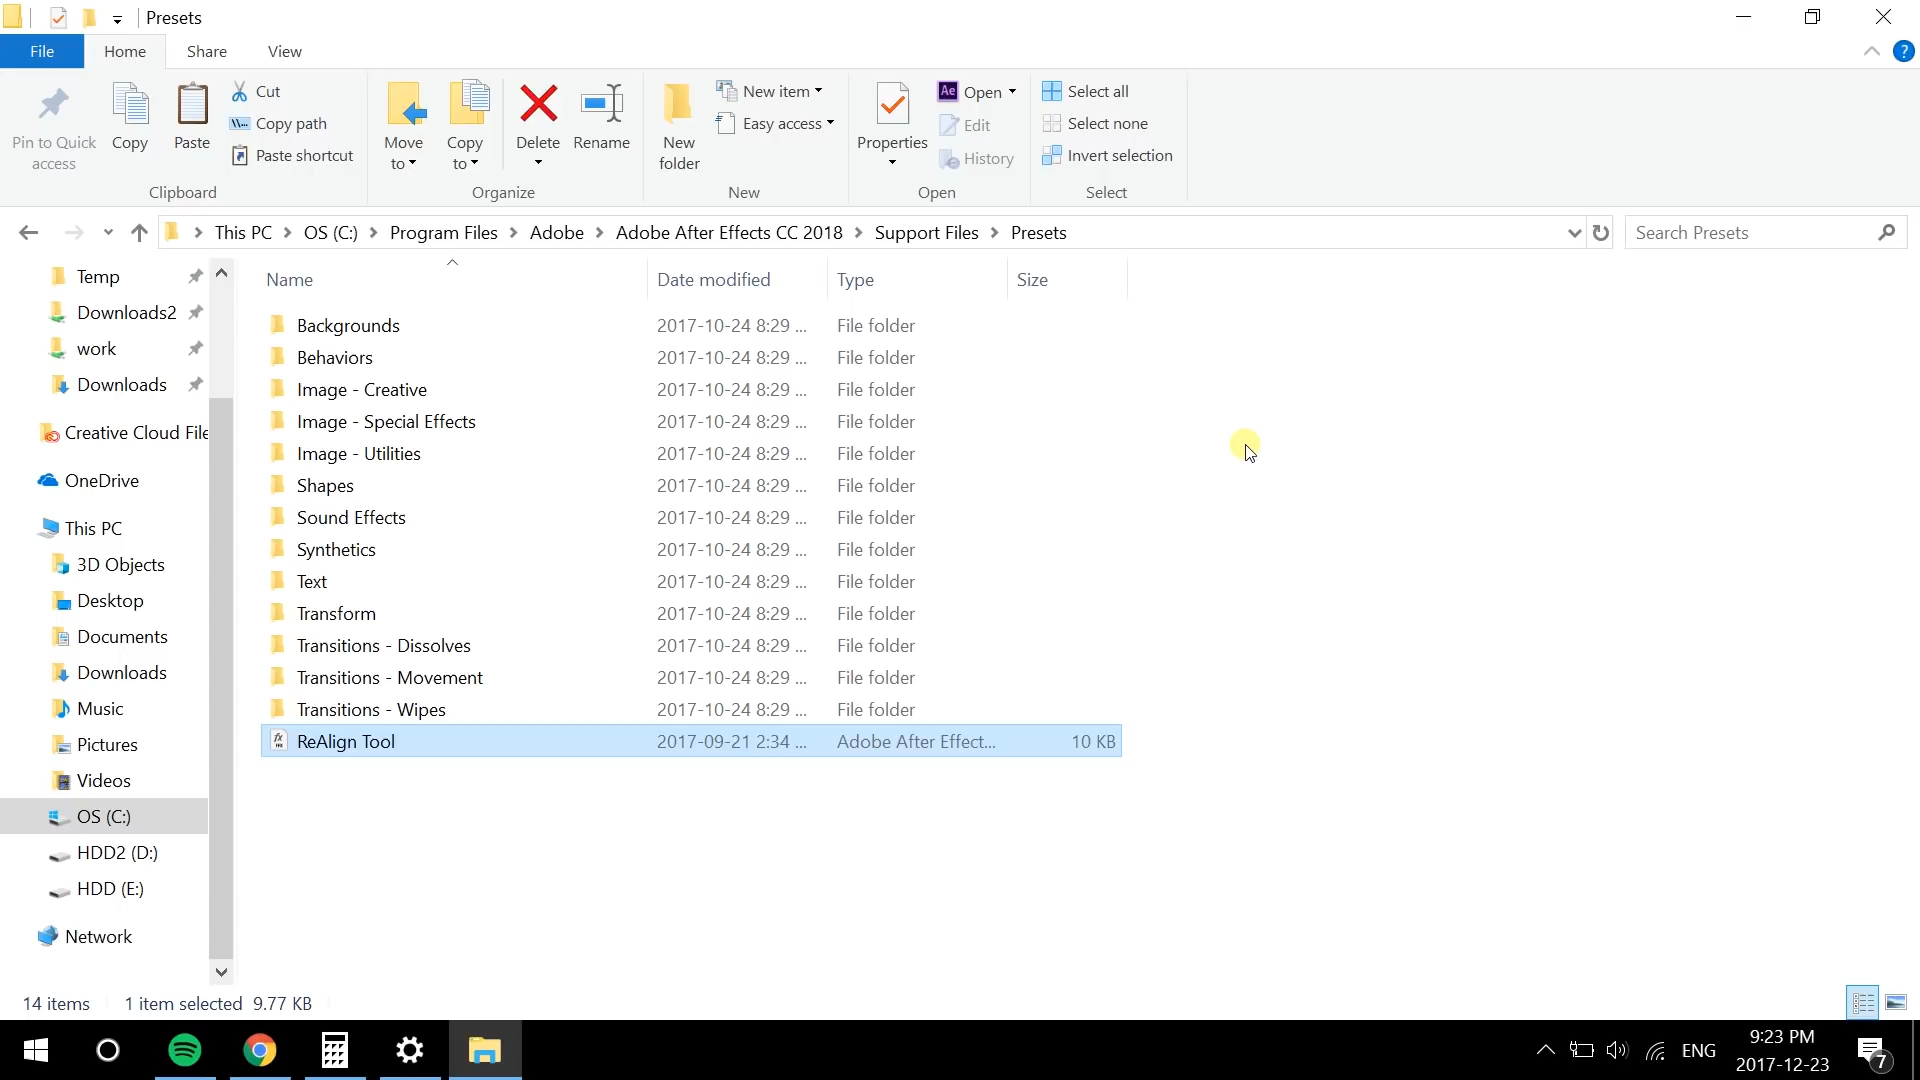 Presets
File
Home
Share
View
?
Pin to Quick access
Copy
Paste
Cut
Copy path
Paste shortcut
Clipboard
Move to
Copy to
Delete
Rename
Organize
New folder
New item
Easy access
New
Properties
Ae Open
Edit
History
Open
Select all
Select none
Invert selection
Select
This PC > OS (C:) > Program Files > Adobe > Adobe After Effects CC 2018 > Support Files > Presets
Search Presets
Temp
Downloads2
work
Downloads
Creative Cloud File
OneDrive
This PC
3D Objects
Desktop
Documents
Downloads
Music
Pictures
Videos
OS (C:)
HDD2 (D:)
HDD (E:)
Network
Name Date modified Type Size
Backgrounds 2017-10-24 8:29 ... File folder
Behaviors 2017-10-24 8:29 ... File folder
Image - Creative 2017-10-24 8:29 ... File folder
Image - Special Effects 2017-10-24 8:29 ... File folder
Image - Utilities 2017-10-24 8:29 ... File folder
Shapes 2017-10-24 8:29 ... File folder
Sound Effects 2017-10-24 8:29 ... File folder
Synthetics 2017-10-24 8:29 ... File folder
Text 2017-10-24 8:29 ... File folder
Transform 2017-10-24 8:29 ... File folder
Transitions - Dissolves 2017-10-24 8:29 ... File folder
Transitions - Movement 2017-10-24 8:29 ... File folder
Transitions - Wipes 2017-10-24 8:29 ... File folder
ReAlign Tool 2017-09-21 2:34 ... Adobe After Effect... 10 KB
14 items 1 item selected 9.77 KB
ENG
9:23 PM
2017-12-23
7